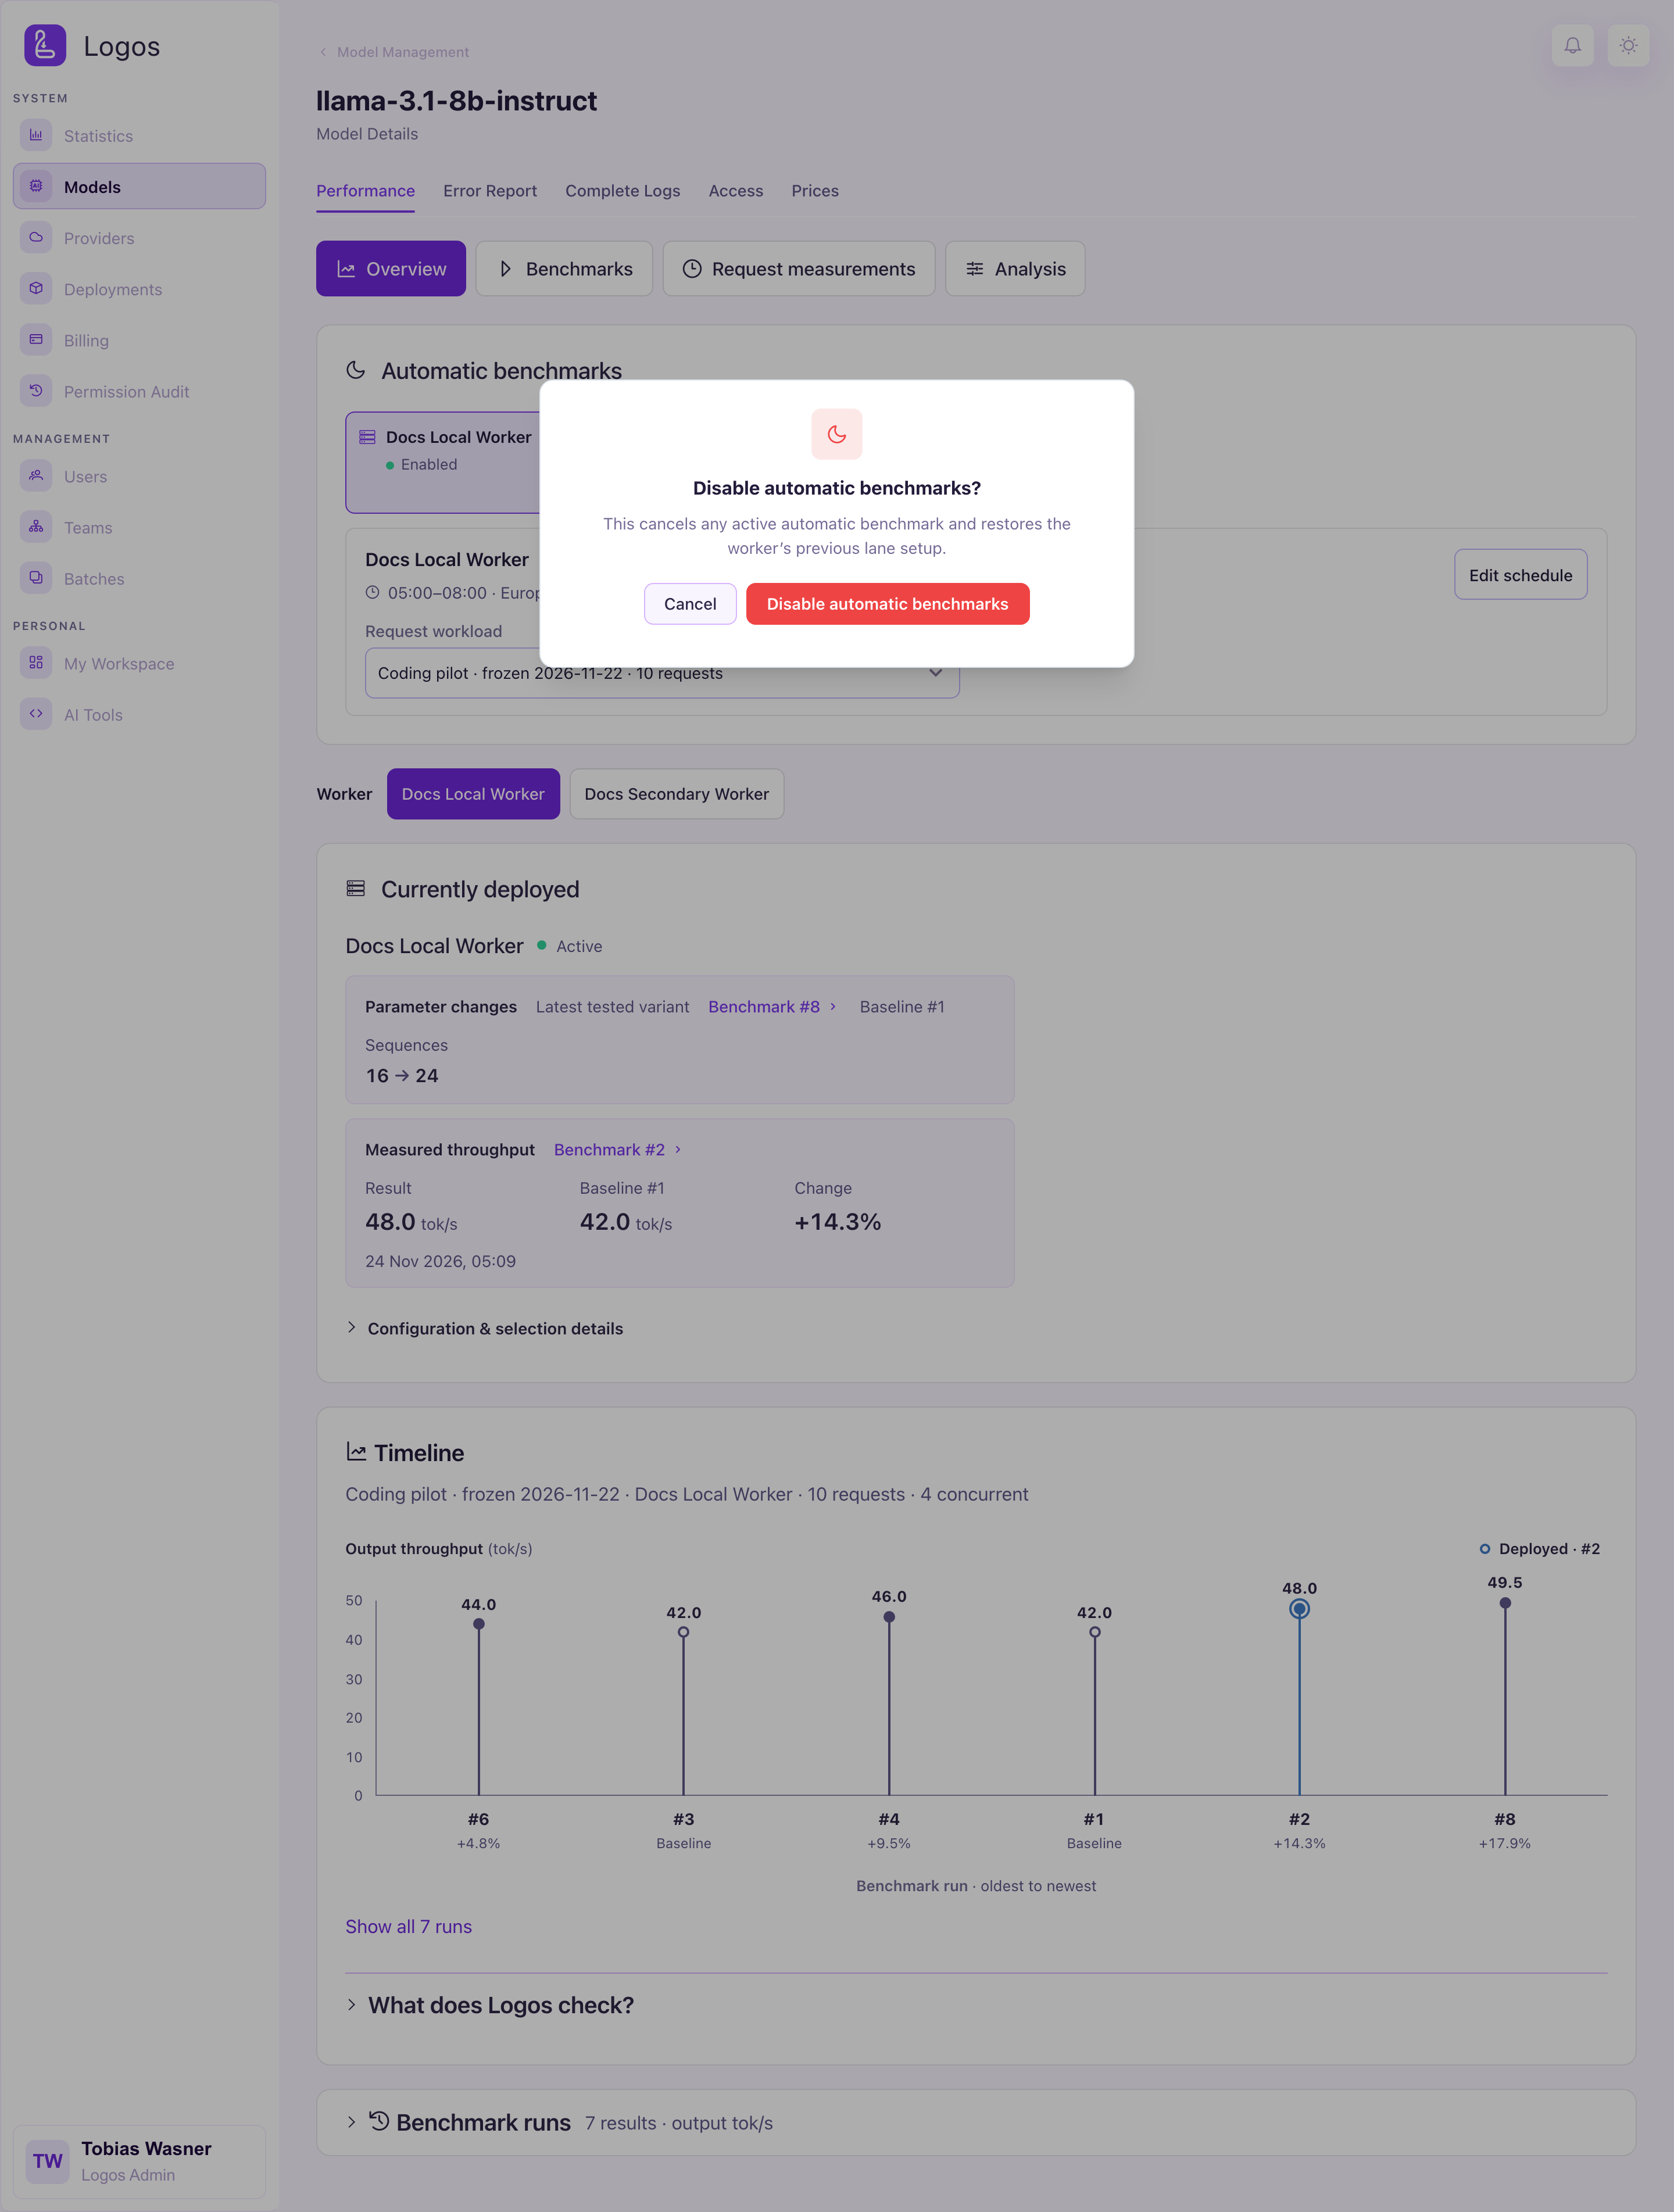 Logos
SYSTEM
Statistics
Models
Providers
Deployments
Billing
Permission Audit
MANAGEMENT
Users
Teams
Batches
PERSONAL
My Workspace
AI Tools
TW
Tobias Wasner
Logos Admin
Model Management
llama-3.1-8b-instruct
Model Details
Performance Error Report Complete Logs Access Prices
Overview Benchmarks Request measurements Analysis
Automatic benchmarks
Docs Local Worker
Enabled
Disable automatic benchmarks?
This cancels any active automatic benchmark and restores the
worker’s previous lane setup.
Cancel Disable automatic benchmarks
Docs Local Worker
Edit schedule
05:00–08:00 ·
Request workload
Coding pilot · frozen 2026-11-22 · 10 requests
Worker Docs Local Worker Docs Secondary Worker
Currently deployed
Docs Local Worker Active
Parameter changes Latest tested variant Benchmark #8 Baseline #1
Sequences
16 → 24
Measured throughput Benchmark #2
Result Baseline #1 Change
48.0 tok/s 42.0 tok/s +14.3%
24 Nov 2026, 05:09
Configuration & selection details
Timeline
Coding pilot · frozen 2026-11-22 · Docs Local Worker · 10 requests · 4 concurrent
Output throughput (tok/s)
Deployed · #2
44.0 42.0 46.0 42.0 48.0 49.5
50
40
30
20
10
0
#6 #3 #4 #1 #2 #8
+4.8% Baseline +9.5% Baseline +14.3% +17.9%
Benchmark run · oldest to newest
Show all 7 runs
What does Logos check?
Benchmark runs 7 results · output tok/s